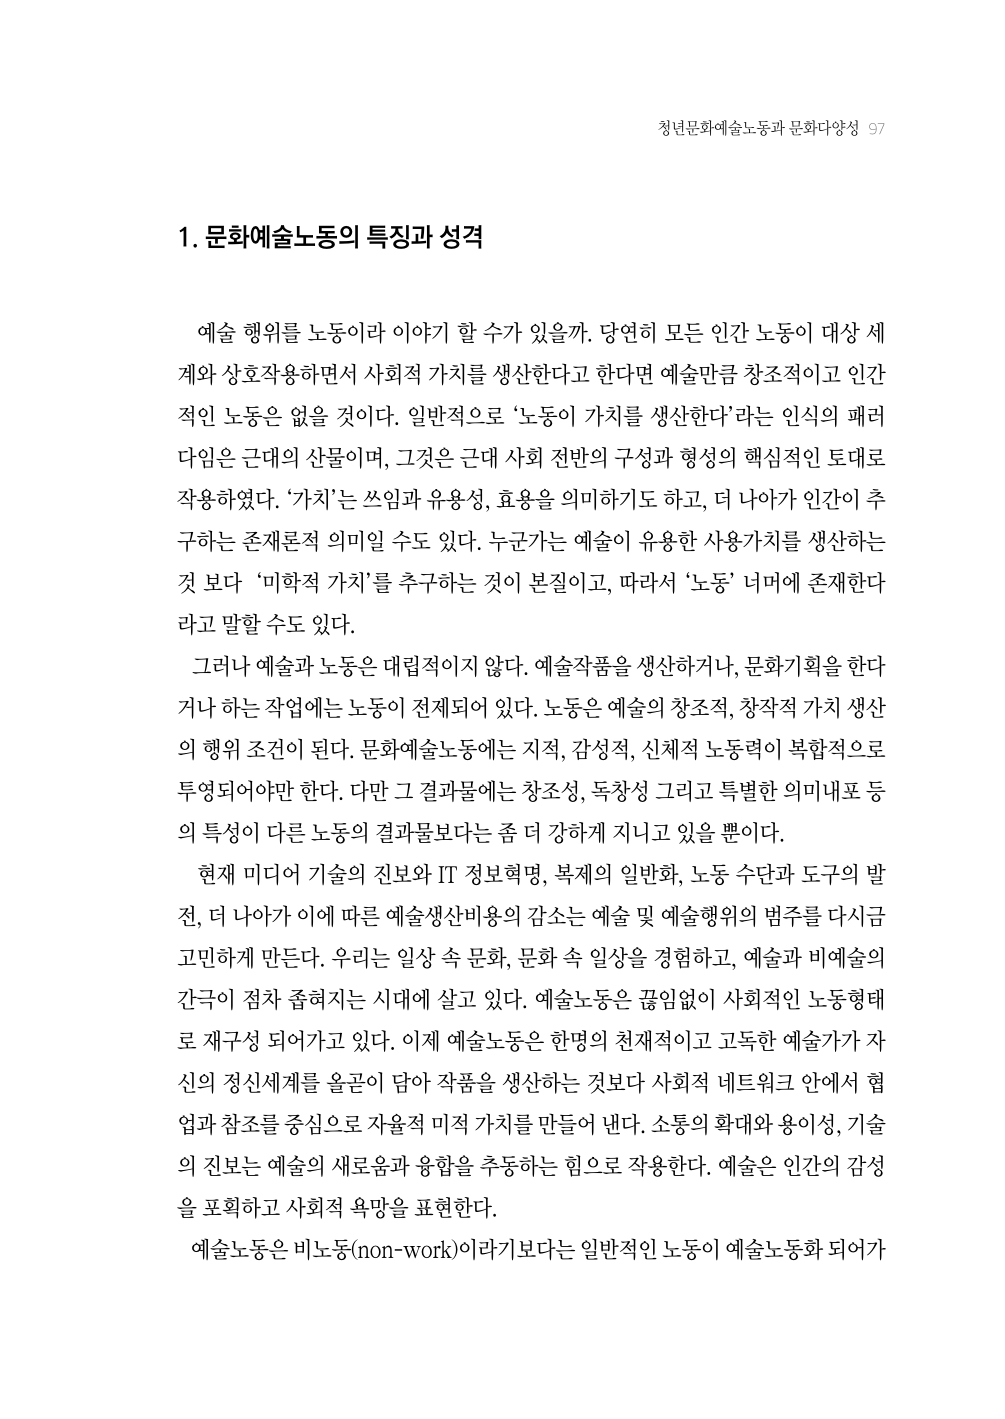 청년문화예술노동과 문화다양성 97
1. 문화예술노동의 특징과 성격
예술 행위를 노동이라 이야기 할 수가 있을까. 당연히 모든 인간 노동이 대상 세
계와 상호작용하면서 사회적 가치를 생산한다고 한다면 예술만큼 창조적이고 인간
적인 노동은 없을 것이다. 일반적으로 ‘노동이 가치를 생산한다’라는 인식의 패러
다임은 근대의 산물이며, 그것은 근대 사회 전반의 구성과 형성의 핵심적인 토대로
작용하였다. ‘가치’는 쓰임과 유용성, 효용을 의미하기도 하고, 더 나아가 인간이 추
구하는 존재론적 의미일 수도 있다. 누군가는 예술이 유용한 사용가치를 생산하는
것 보다 ‘미학적 가치’를 추구하는 것이 본질이고, 따라서 ‘노동’ 너머에 존재한다
라고 말할 수도 있다.
그러나 예술과 노동은 대립적이지 않다. 예술작품을 생산하거나, 문화기획을 한다
거나 하는 작업에는 노동이 전제되어 있다. 노동은 예술의 창조적, 창작적 가치 생산
의 행위 조건이 된다. 문화예술노동에는 지적, 감성적, 신체적 노동력이 복합적으로
투영되어야만 한다. 다만 그 결과물에는 창조성, 독창성 그리고 특별한 의미내포 등
의 특성이 다른 노동의 결과물보다는 좀 더 강하게 지니고 있을 뿐이다.
현재 미디어 기술의 진보와 IT 정보혁명, 복제의 일반화, 노동 수단과 도구의 발
전, 더 나아가 이에 따른 예술생산비용의 감소는 예술 및 예술행위의 범주를 다시금
고민하게 만든다. 우리는 일상 속 문화, 문화 속 일상을 경험하고, 예술과 비예술의
간극이 점차 좁혀지는 시대에 살고 있다. 예술노동은 끊임없이 사회적인 노동형태
로 재구성 되어가고 있다. 이제 예술노동은 한명의 천재적이고 고독한 예술가가 자
신의 정신세계를 올곧이 담아 작품을 생산하는 것보다 사회적 네트워크 안에서 협
업과 참조를 중심으로 자율적 미적 가치를 만들어 낸다. 소통의 확대와 용이성, 기술
의 진보는 예술의 새로움과 융합을 추동하는 힘으로 작용한다. 예술은 인간의 감성
을 포획하고 사회적 욕망을 표현한다.
예술노동은 비노동(non-work)이라기보다는 일반적인 노동이 예술노동화 되어가